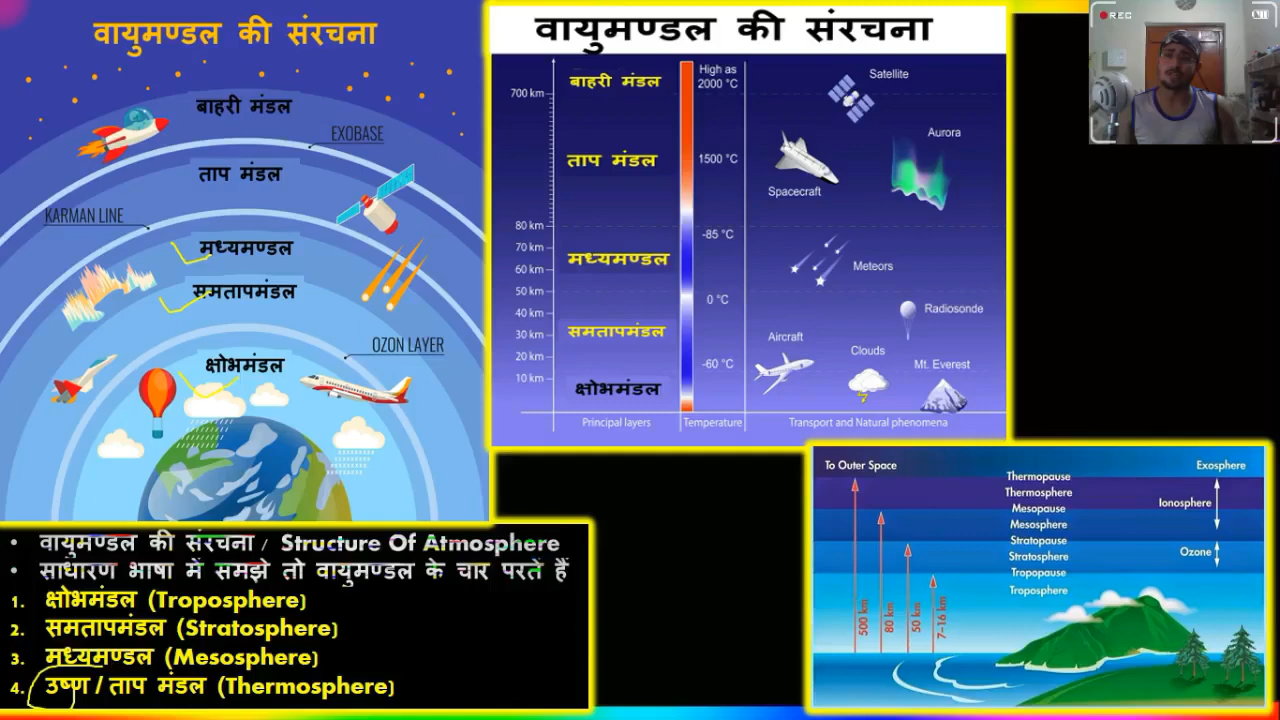 वायुमण्डल की संरचना
बाहरी मंडल
EXOBASE
ताप मंडल
KARMAN LINE
मध्यमण्डल
समतापमंडल
OZON LAYER
क्षोभमंडल
वायुमण्डल की संरचना
बाहरी मंडल
High as
2000 °C
Satellite
700 km
Aurora
ताप मंडल
1500 °C
Spacecraft
80 km
-85 °C
70 km
मध्यमण्डल
Meteors
60 km
50 km
0 °C
40 km
Radiosonde
30 km
समतापमंडल
Aircraft
Clouds
20 km
-60 °C
Mt. Everest
10 km
क्षोभमंडल
Principal layers
Temperature
Transport and Natural phenomena
REC
• वायुमण्डल की संरचना / Structure Of Atmosphere
• साधारण भाषा में समझे तो वायुमण्डल के चार परतें हैं
1. क्षोभमंडल (Troposphere)
2. समतापमंडल (Stratosphere)
3. मध्यमण्डल (Mesosphere)
4. उष्ण / ताप मंडल (Thermosphere)
To Outer Space
Exosphere
Thermopause
Thermosphere
Ionosphere
Mesopause
Mesosphere
Stratopause
Ozone
Stratosphere
Tropopause
Troposphere
500 km
80 km
50 km
7-16 km